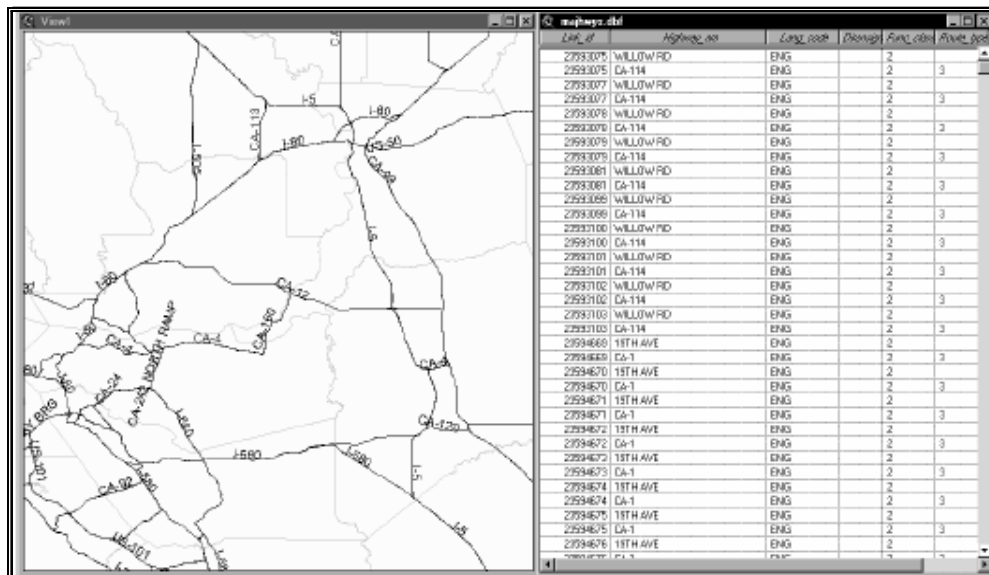 View1
CA-113
I-5
I-80
I-505
I-80
US-50
CA-99
I-5
I-80
CA-12
CA-160
CA-4
CA-4
I-80
CA-242 NORTH RAMP
CA-24
I-680
CA-4
CA-120
BRG
US-101
I-580
I-580
I-5
CA-92
I-5
US-101
majhwys.dbf
Link_id Highway_nm Lang_code Func_class Route_type
23593075 WILLOW RD ENG 2
23593075 CA-114 ENG 2 3
23593077 WILLOW RD ENG 2
23593077 CA-114 ENG 2 3
23593078 WILLOW RD ENG 2
23593078 CA-114 ENG 2 3
23593079 WILLOW RD ENG 2
23593079 CA-114 ENG 2 3
23593081 WILLOW RD ENG 2
23593081 CA-114 ENG 2 3
23593099 WILLOW RD ENG 2
23593099 CA-114 ENG 2 3
23593100 WILLOW RD ENG 2
23593100 CA-114 ENG 2 3
23593101 WILLOW RD ENG 2
23593101 CA-114 ENG 2 3
23593102 WILLOW RD ENG 2
23593102 CA-114 ENG 2 3
23593103 WILLOW RD ENG 2
23593103 CA-114 ENG 2 3
23594669 19TH AVE ENG 2
23594669 CA-1 ENG 2 3
23594670 19TH AVE ENG 2
23594670 CA-1 ENG 2 3
23594671 19TH AVE ENG 2
23594671 CA-1 ENG 2 3
23594672 19TH AVE ENG 2
23594672 CA-1 ENG 2 3
23594673 19TH AVE ENG 2
23594673 CA-1 ENG 2 3
23594674 19TH AVE ENG 2
23594674 CA-1 ENG 2 3
23594675 19TH AVE ENG 2
23594675 CA-1 ENG 2 3
23594676 19TH AVE ENG 2